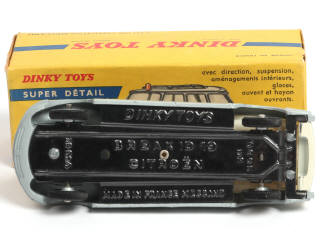 DINKY TOYS
DINKY TOYS
SUPER DÉTAIL
avec direction, suspension,
aménagements intérieurs,
glaces,
ouvant et hayon
ouvrants.
DINKY TOYS
BREAK ID 19
CITROËN
MADE IN FRANCE MECCANO